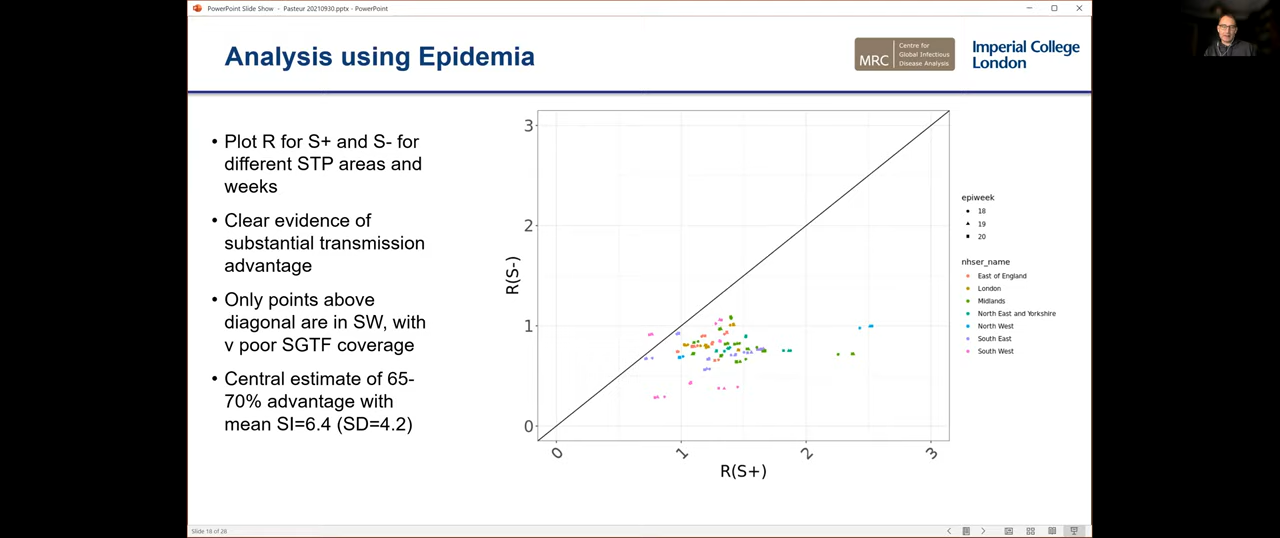 PowerPoint Slide Show - Pasteur 20210930.pptx - PowerPoint
Analysis using Epidemia
MRC
Centre for
Global Infectious
Disease Analysis
Imperial College
London
• Plot R for S+ and S- for
different STP areas and
weeks
• Clear evidence of
substantial transmission
advantage
• Only points above
diagonal are in SW, with
v poor SGTF coverage
• Central estimate of 65-
70% advantage with
mean SI=6.4 (SD=4.2)
3
2
1
0
R(S-)
0
1
2
3
R(S+)
epiweek
18
19
20
nhser_name
East of England
London
Midlands
North East and Yorkshire
North West
South East
South West
Slide 18 of 26